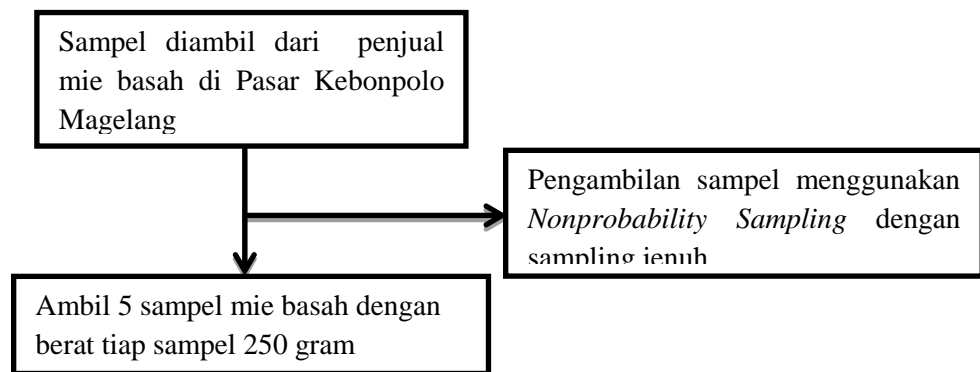 Sampel diambil dari penjual
mie basah di Pasar Kebonpolo
Magelang
Pengambilan sampel menggunakan
Nonprobability Sampling dengan
sampling jenuh
Ambil 5 sampel mie basah dengan
berat tiap sampel 250 gram